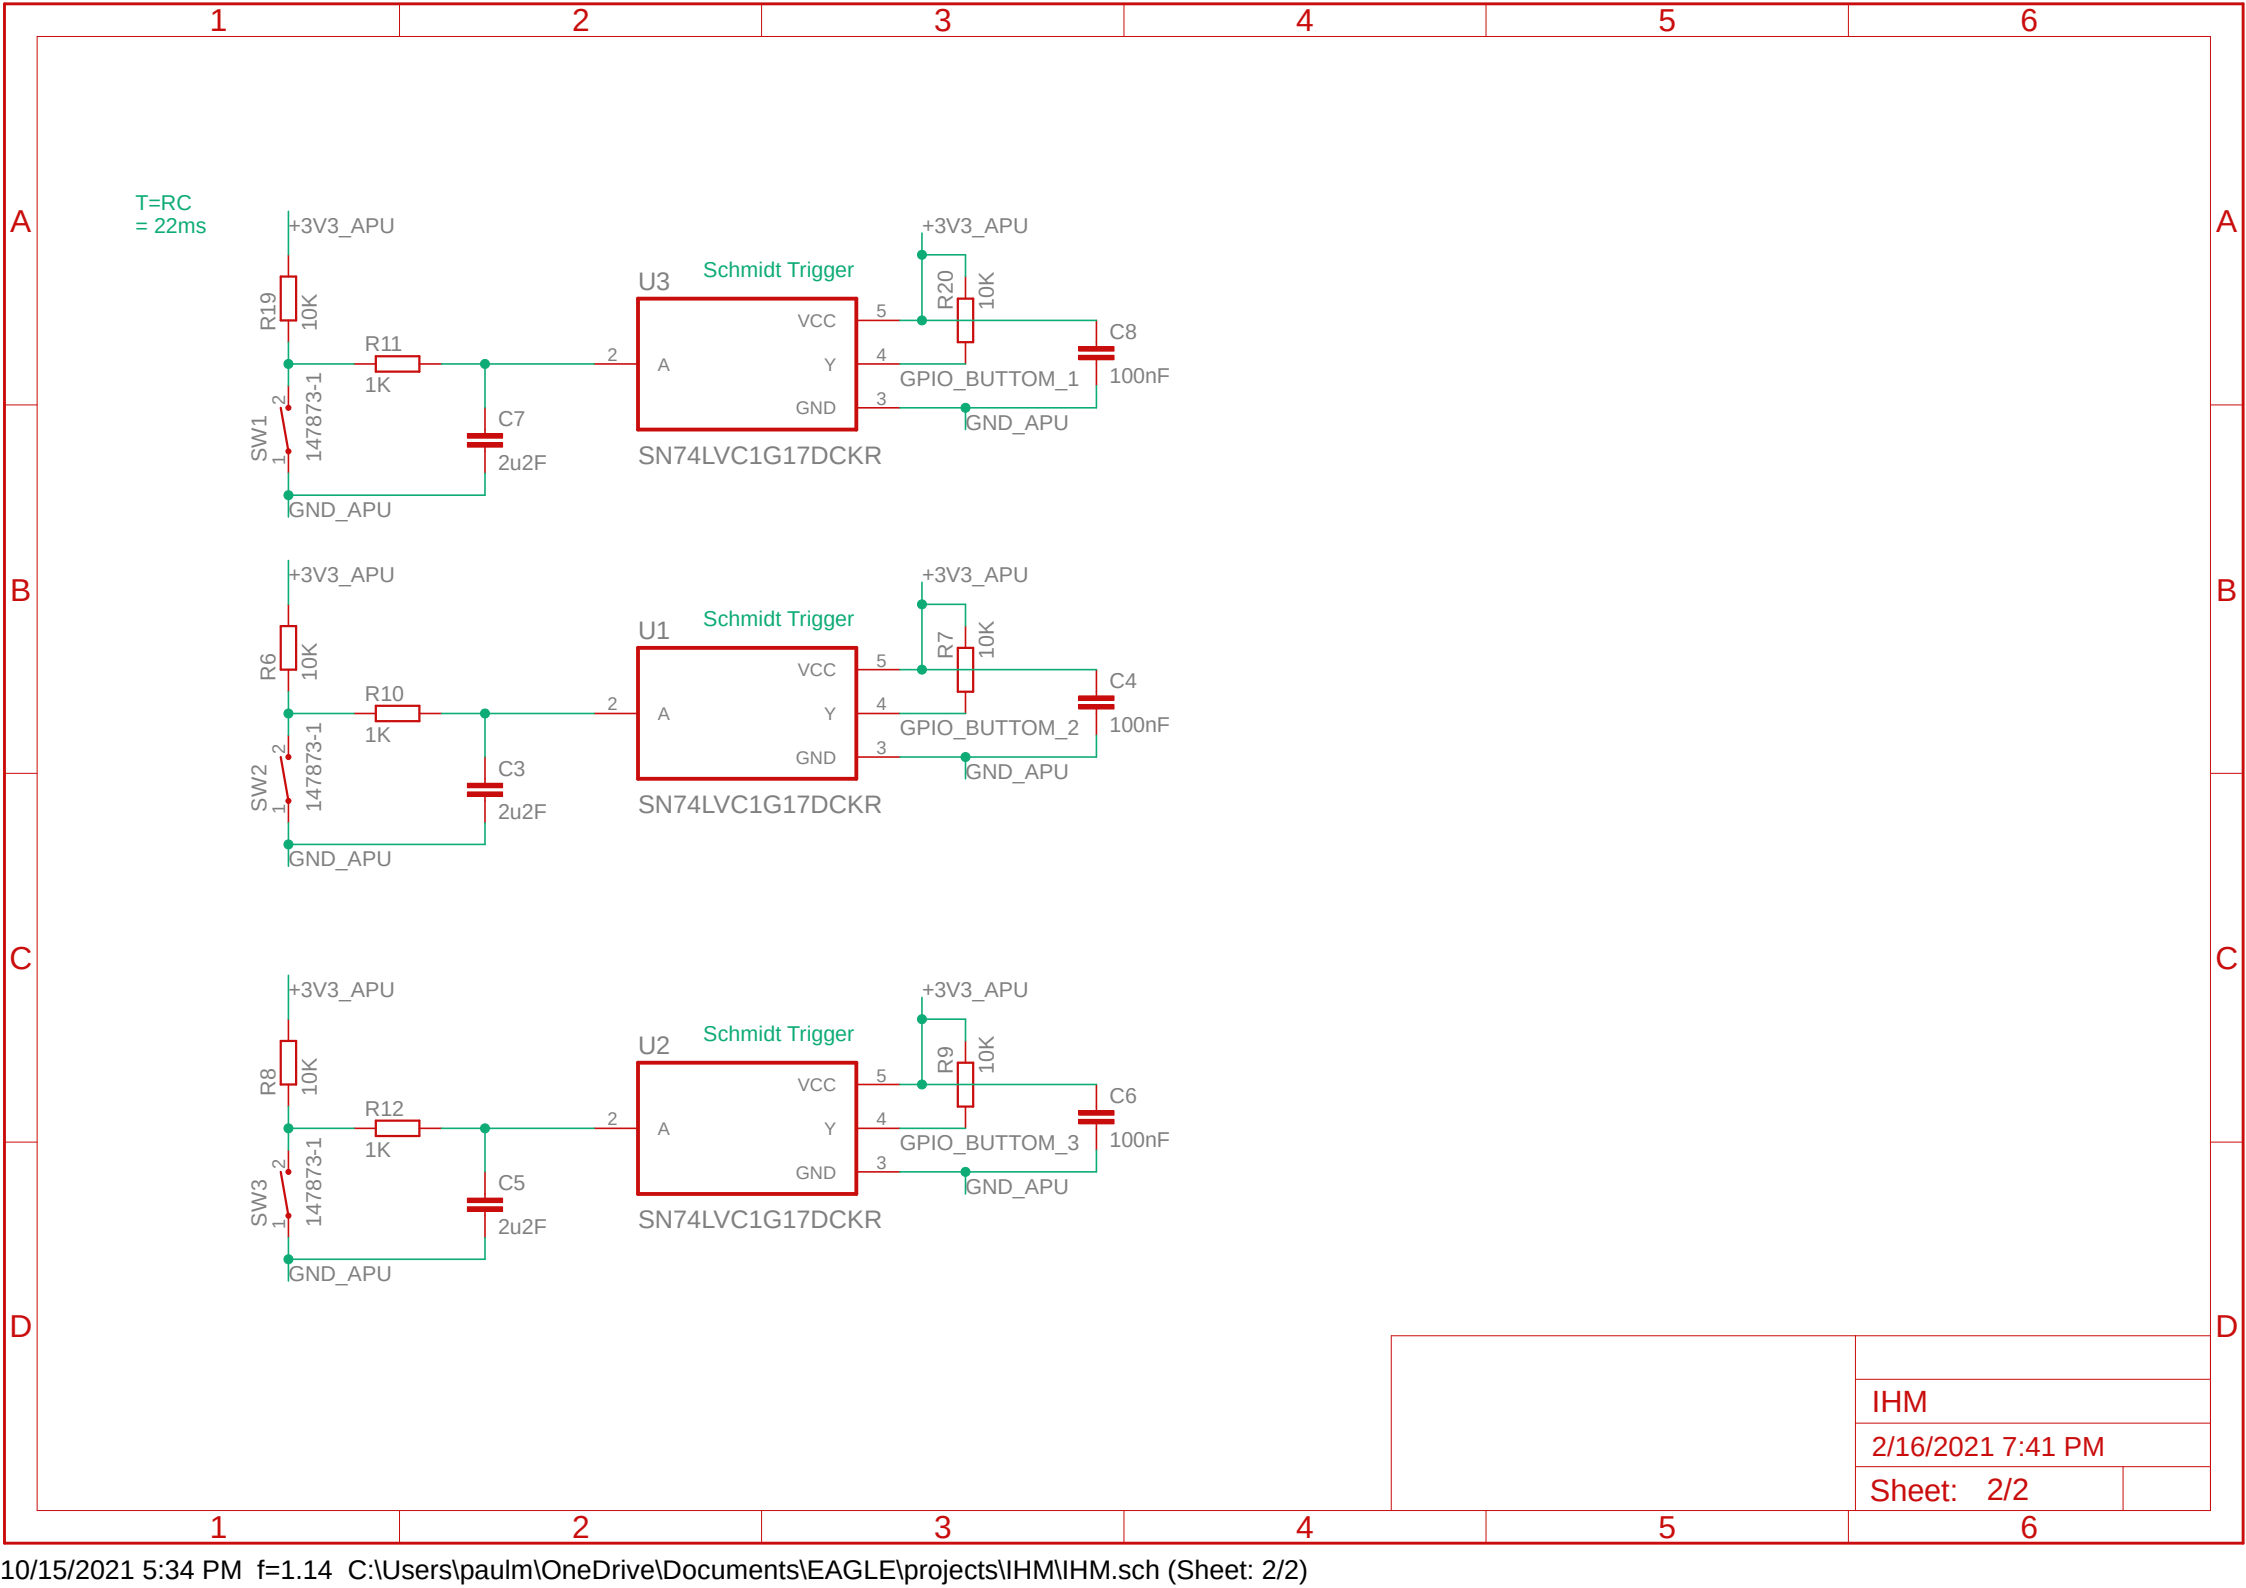 1 2 3 4 5 6
A A
T=RC
= 22ms
+3V3_APU
+3V3_APU
R19
10K
R11
1K
SW1
2
1
147873-1
C7
2u2F
GND_APU
U3
Schmidt Trigger
2
A
VCC
Y
GND
5
4
3
SN74LVC1G17DCKR
R20
10K
GPIO_BUTTOM_1
GND_APU
C8
100nF
B B
+3V3_APU
+3V3_APU
R6
10K
R10
1K
SW2
2
1
147873-1
C3
2u2F
GND_APU
U1
Schmidt Trigger
2
A
VCC
Y
GND
5
4
3
SN74LVC1G17DCKR
R7
10K
GPIO_BUTTOM_2
GND_APU
C4
100nF
C C
+3V3_APU
+3V3_APU
R8
10K
R12
1K
SW3
2
1
147873-1
C5
2u2F
GND_APU
U2
Schmidt Trigger
2
A
VCC
Y
GND
5
4
3
SN74LVC1G17DCKR
R9
10K
GPIO_BUTTOM_3
GND_APU
C6
100nF
D D
IHM
2/16/2021 7:41 PM
Sheet: 2/2
1 2 3 4 5 6
10/15/2021 5:34 PM f=1.14 C:\Users\paulm\OneDrive\Documents\EAGLE\projects\IHM\IHM.sch (Sheet: 2/2)